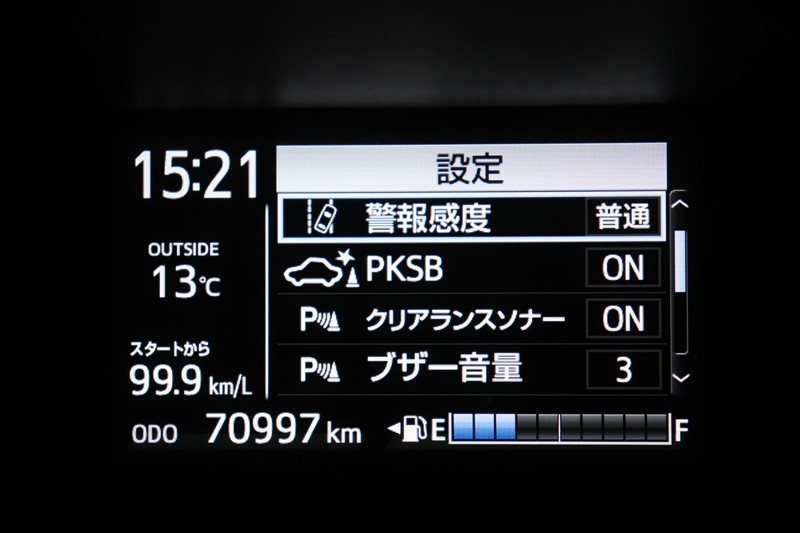 15:21
OUTSIDE
13℃
スタートから
99.9 km/L
設定
警報感度 普通
PKSB ON
P クリアランスソナー ON
P ブザー音量 3
ODO 70997 km
E F